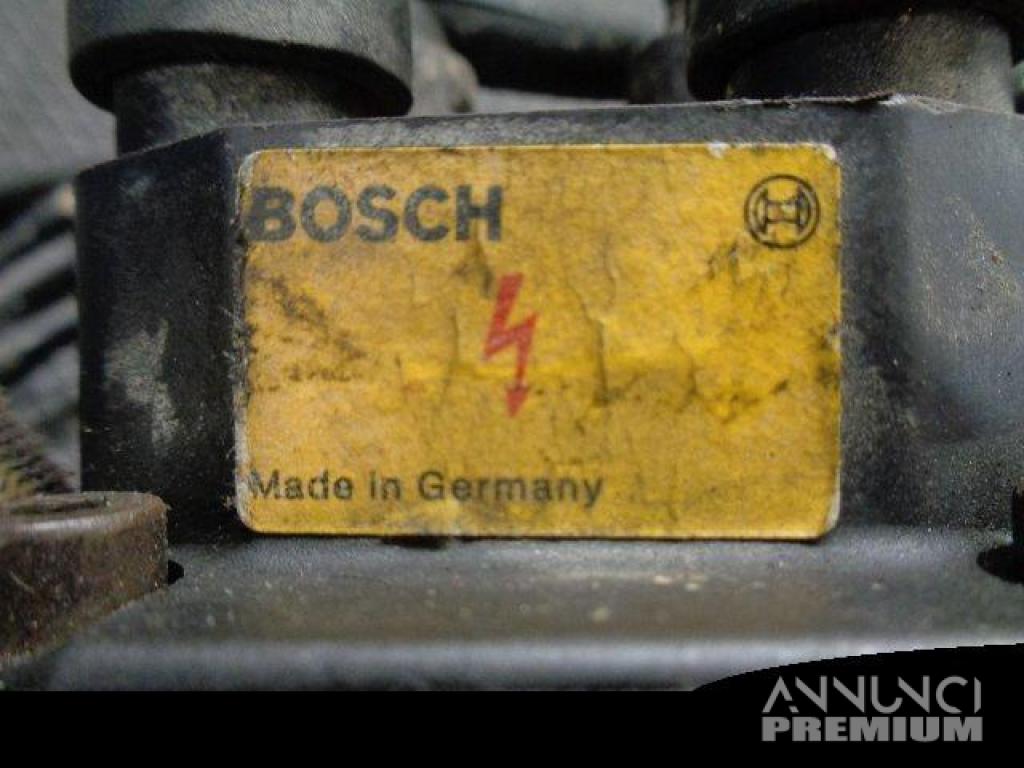 BOSCH
Made in Germany
ANNUNCI
PREMIUM